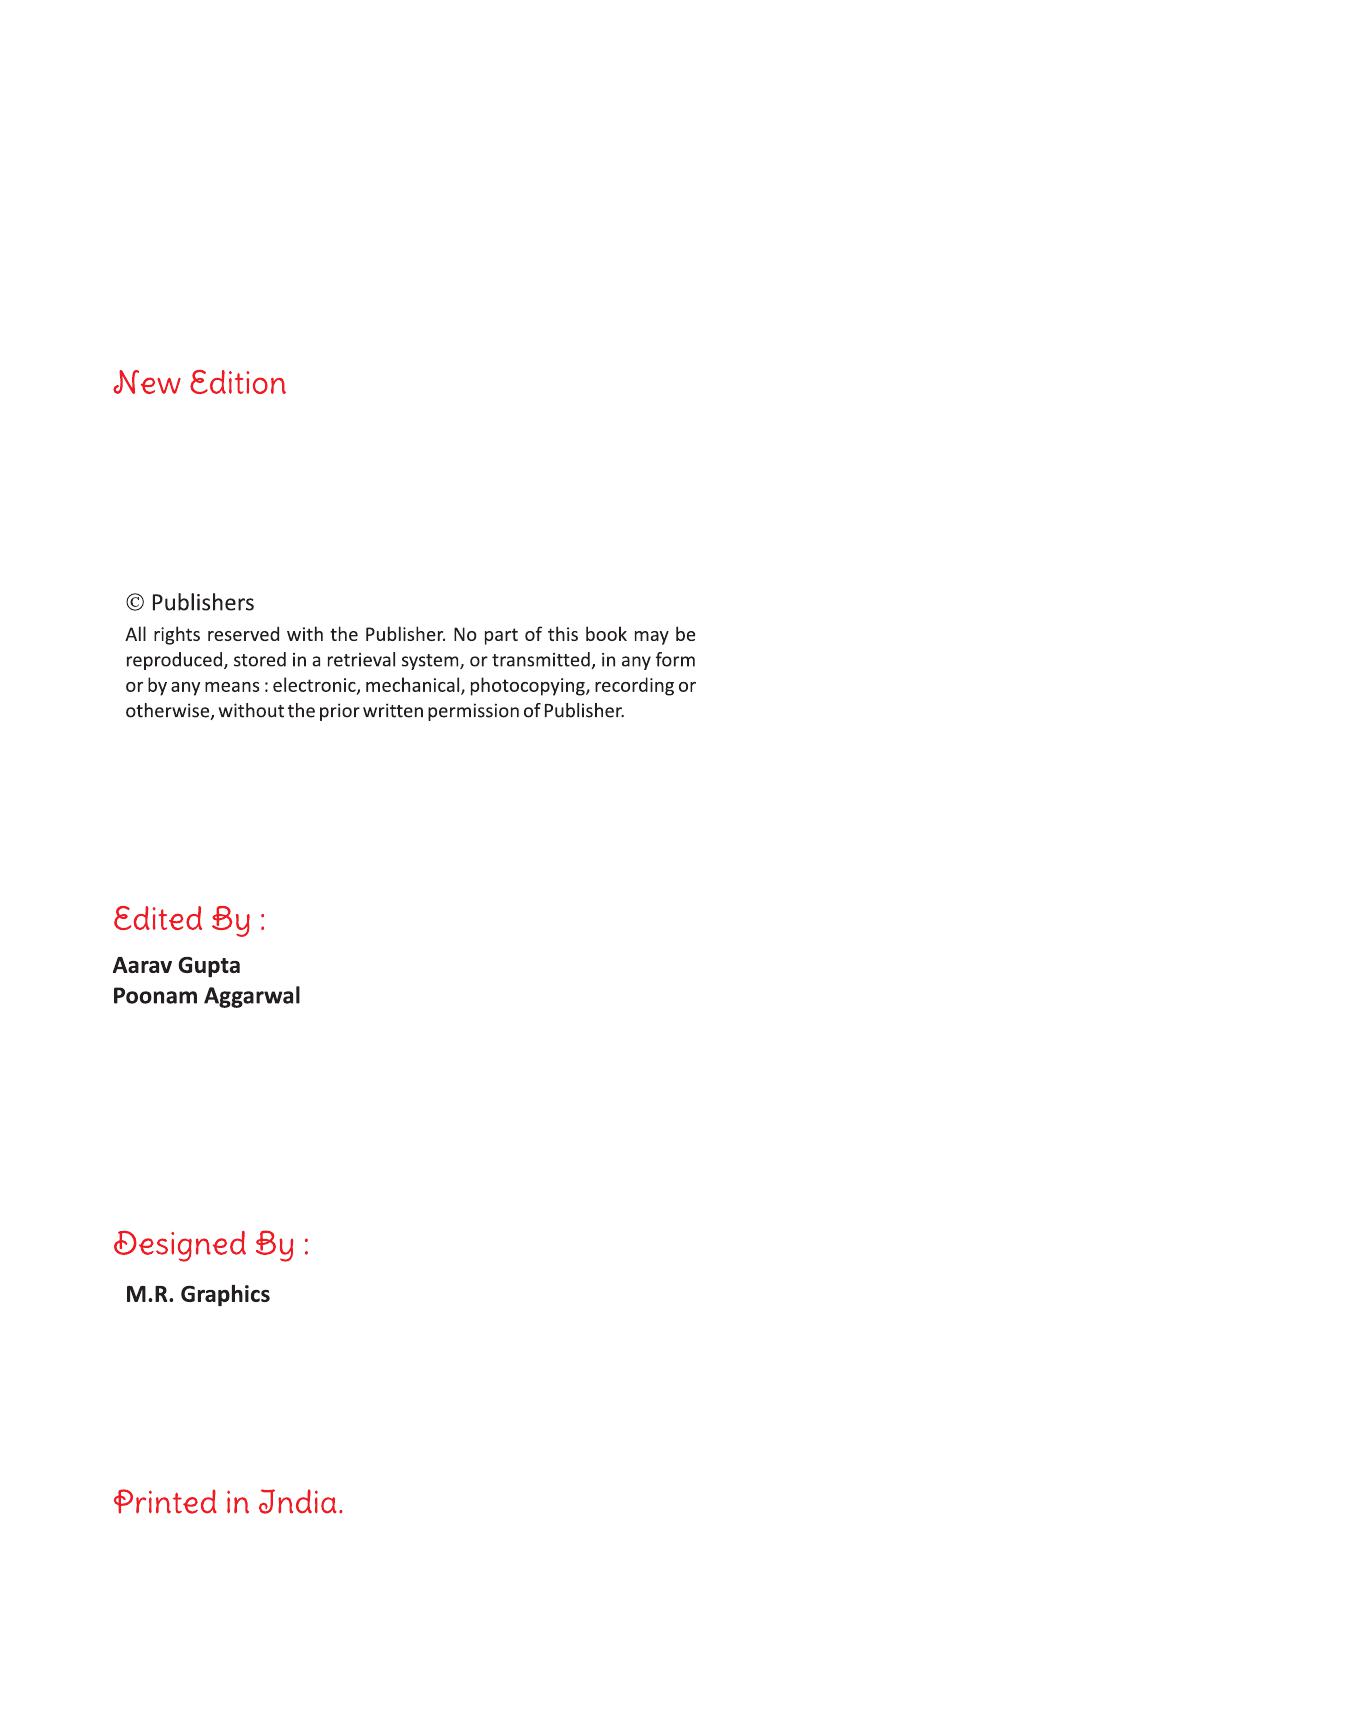 New Edition
© Publishers
All rights reserved with the Publisher. No part of this book may be
reproduced, stored in a retrieval system, or transmitted, in any form
or by any means : electronic, mechanical, photocopying, recording or
otherwise, without the prior written permission of Publisher.
Edited By :
Aarav Gupta
Poonam Aggarwal
Designed By :
M.R. Graphics
Printed in India.